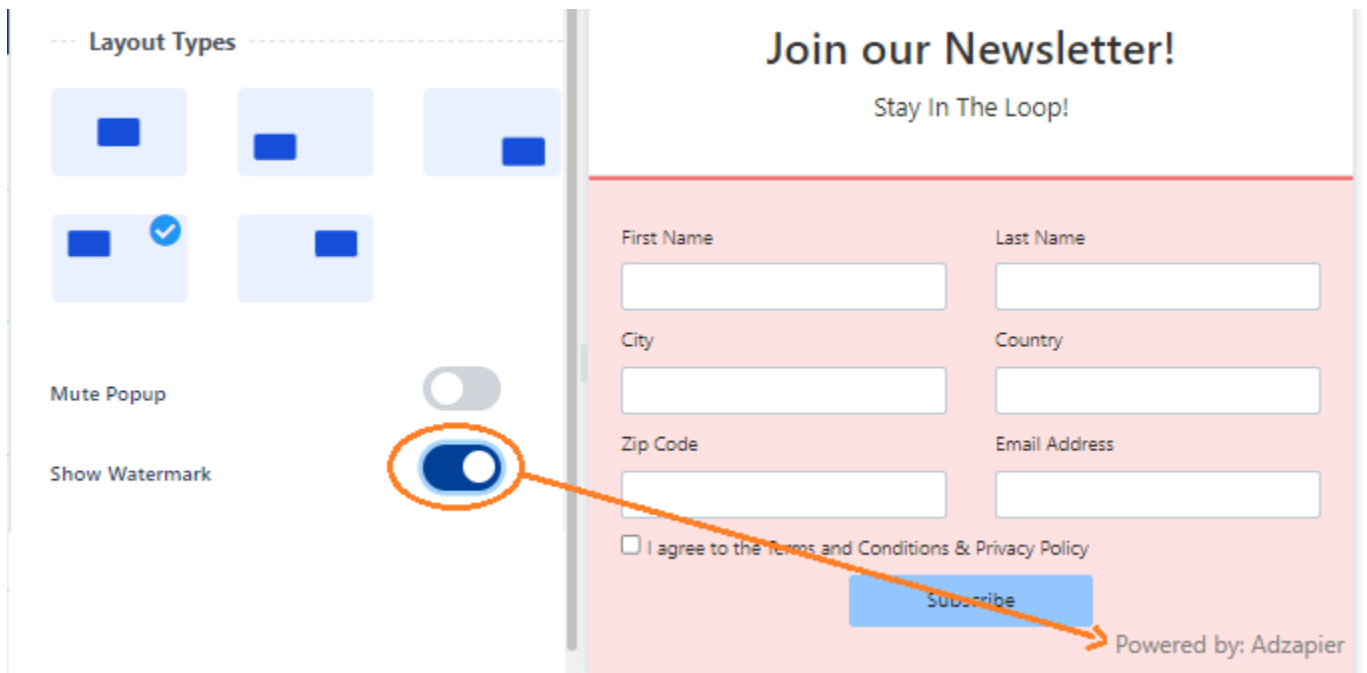 Layout Types
Mute Popup
Show Watermark
Join our Newsletter!
Stay In The Loop!
First Name
Last Name
City
Country
Zip Code
Email Address
I agree to the Terms and Conditions & Privacy Policy
Subscribe
Powered by: Adzapier